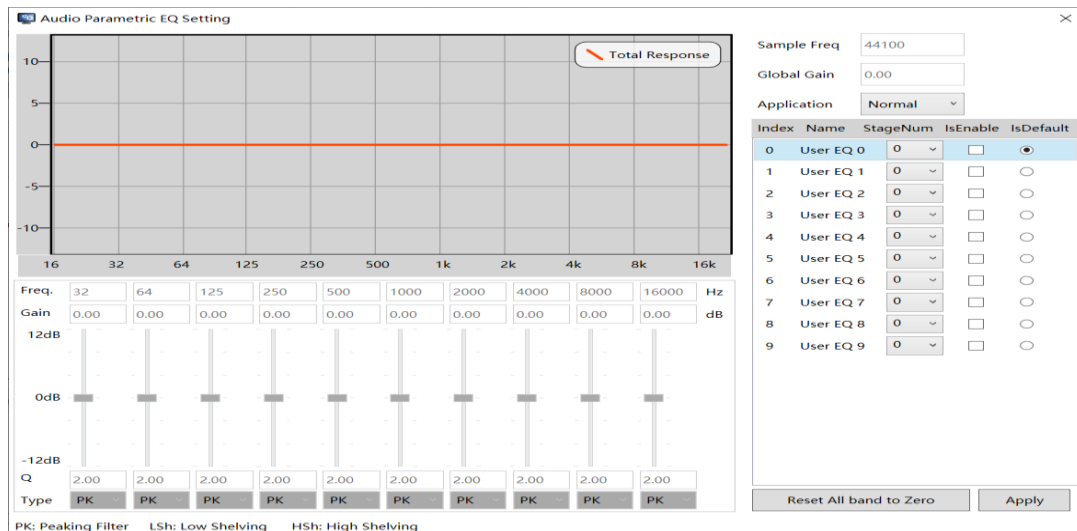 Audio Parametric EQ Setting
Total Response
10
5
0
-5
-10
16 32 64 125 250 500 1k 2k 4k 8k 16k
Freq. 32 64 125 250 500 1000 2000 4000 8000 16000 Hz
Gain 0.00 0.00 0.00 0.00 0.00 0.00 0.00 0.00 0.00 0.00 dB
12dB
0dB
-12dB
Q 2.00 2.00 2.00 2.00 2.00 2.00 2.00 2.00 2.00 2.00
Type PK PK PK PK PK PK PK PK PK PK
PK: Peaking Filter LSh: Low Shelving HSh: High Shelving
Sample Freq 44100
Global Gain 0.00
Application Normal
Index Name StageNum IsEnable IsDefault
0 User EQ 0 0
1 User EQ 1 0
2 User EQ 2 0
3 User EQ 3 0
4 User EQ 4 0
5 User EQ 5 0
6 User EQ 6 0
7 User EQ 7 0
8 User EQ 8 0
9 User EQ 9 0
Reset All band to Zero Apply